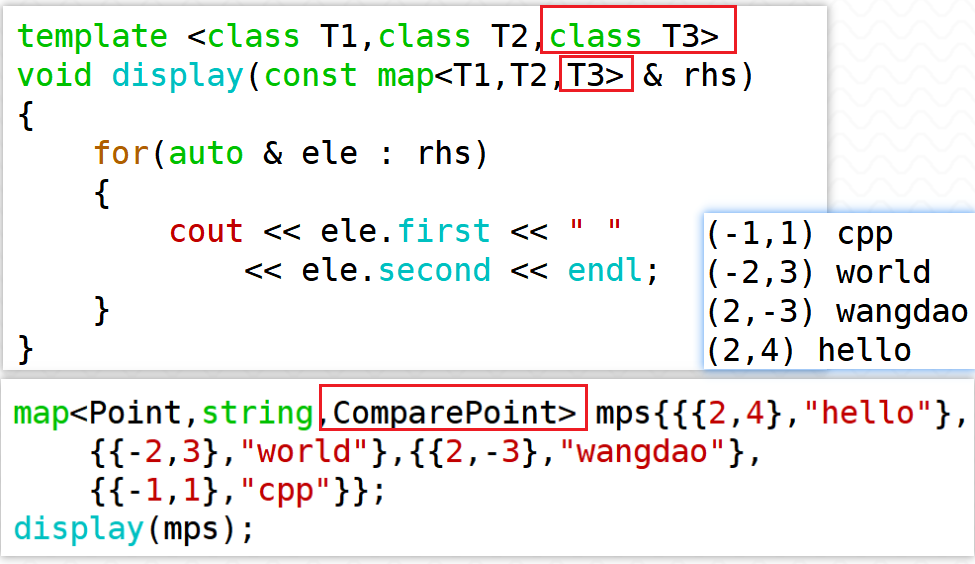 template <class T1,class T2,class T3>
void display(const map<T1,T2,T3> & rhs)
{
    for(auto & ele : rhs)
    {
        cout << ele.first << " "
            << ele.second << endl;
    }
}
(-1,1) cpp
(-2,3) world
(2,-3) wangdao
(2,4) hello
map<Point,string,ComparePoint> mps{{{2,4},"hello"},
    {{-2,3},"world"},{{2,-3},"wangdao"},
    {{-1,1},"cpp"}};
display(mps);